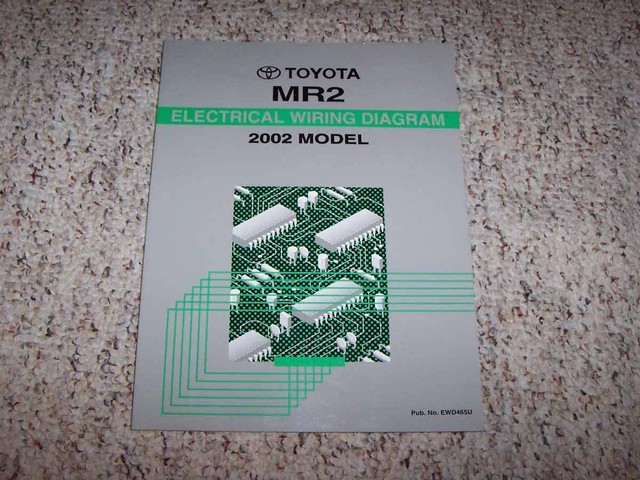 TOYOTA
MR2
ELECTRICAL WIRING DIAGRAM
2002 MODEL
Pub. No. EWD465U